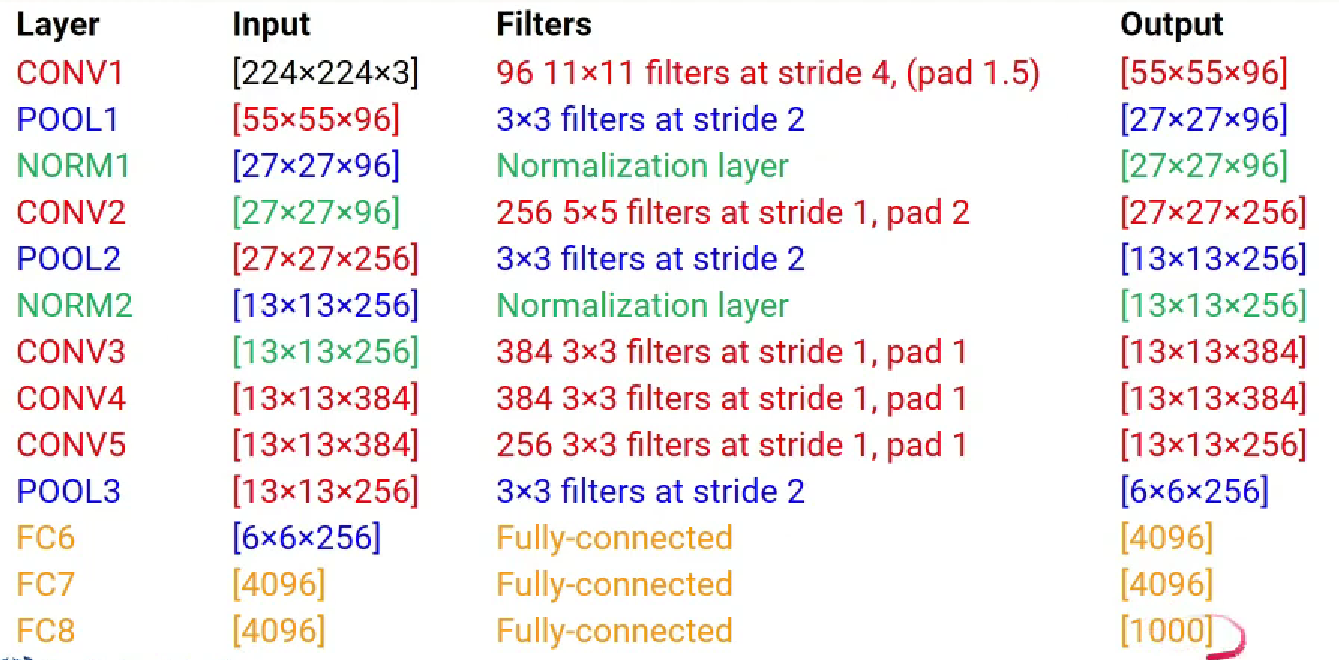 Layer Input Filters Output
CONV1 [224×224×3] 96 11×11 filters at stride 4, (pad 1.5) [55×55×96]
POOL1 [55×55×96] 3×3 filters at stride 2 [27×27×96]
NORM1 [27×27×96] Normalization layer [27×27×96]
CONV2 [27×27×96] 256 5×5 filters at stride 1, pad 2 [27×27×256]
POOL2 [27×27×256] 3×3 filters at stride 2 [13×13×256]
NORM2 [13×13×256] Normalization layer [13×13×256]
CONV3 [13×13×256] 384 3×3 filters at stride 1, pad 1 [13×13×384]
CONV4 [13×13×384] 384 3×3 filters at stride 1, pad 1 [13×13×384]
CONV5 [13×13×384] 256 3×3 filters at stride 1, pad 1 [13×13×256]
POOL3 [13×13×256] 3×3 filters at stride 2 [6×6×256]
FC6 [6×6×256] Fully-connected [4096]
FC7 [4096] Fully-connected [4096]
FC8 [4096] Fully-connected [1000]